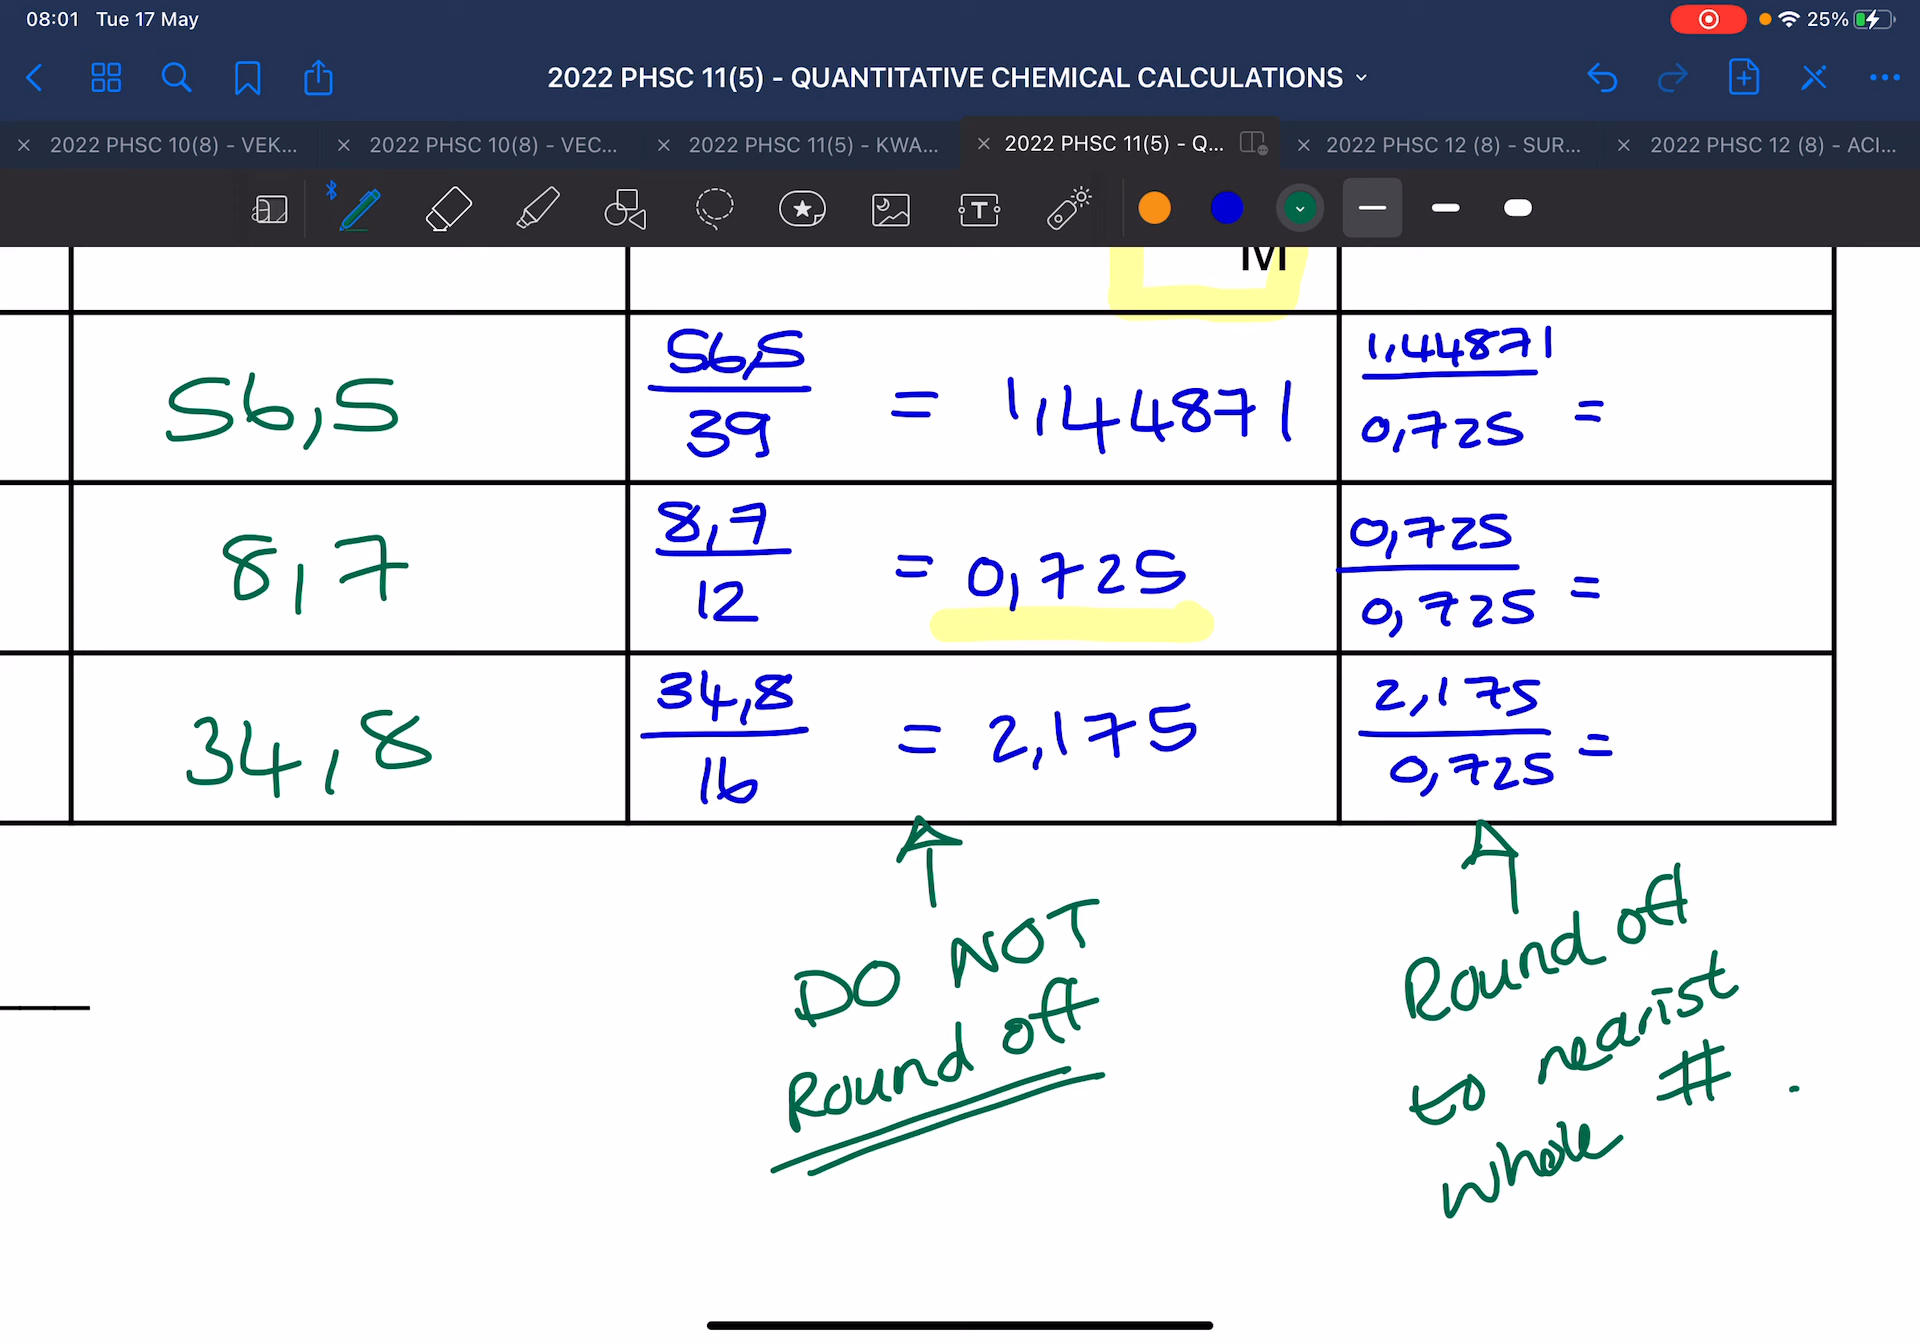 08:01 Tue 17 May
25%
2022 PHSC 11(5) - QUANTITATIVE CHEMICAL CALCULATIONS
2022 PHSC 10(8) - VEK...
2022 PHSC 10(8) - VEC...
2022 PHSC 11(5) - KWA...
2022 PHSC 11(5) - Q...
2022 PHSC 12 (8) - SUR...
2022 PHSC 12 (8) - ACI...
T
M
56,5
56,5
39
= 1,44871
1,44871
0,725 =
8,7
8,7
12
= 0,725
0,725
0,725 =
34,8
34,8
16
= 2,175
2,175
0,725 =
DO NOT
Round off
Round off
to nearist
whole #.